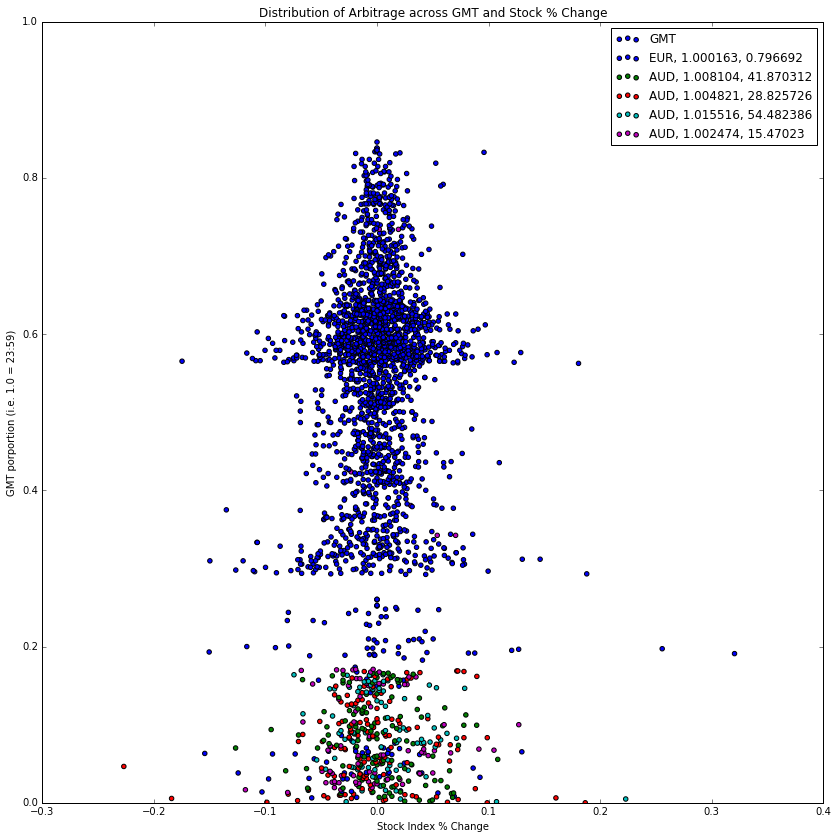 Distribution of Arbitrage across GMT and Stock % Change
1.0
0.8
0.6
0.4
0.2
0.0
GMT porportion (i.e. 1.0 = 23:59)
GMT
EUR, 1.000163, 0.796692
AUD, 1.008104, 41.870312
AUD, 1.004821, 28.825726
AUD, 1.015516, 54.482386
AUD, 1.002474, 15.47023
−0.3 −0.2 −0.1 0.0 0.1 0.2 0.3 0.4
Stock Index % Change